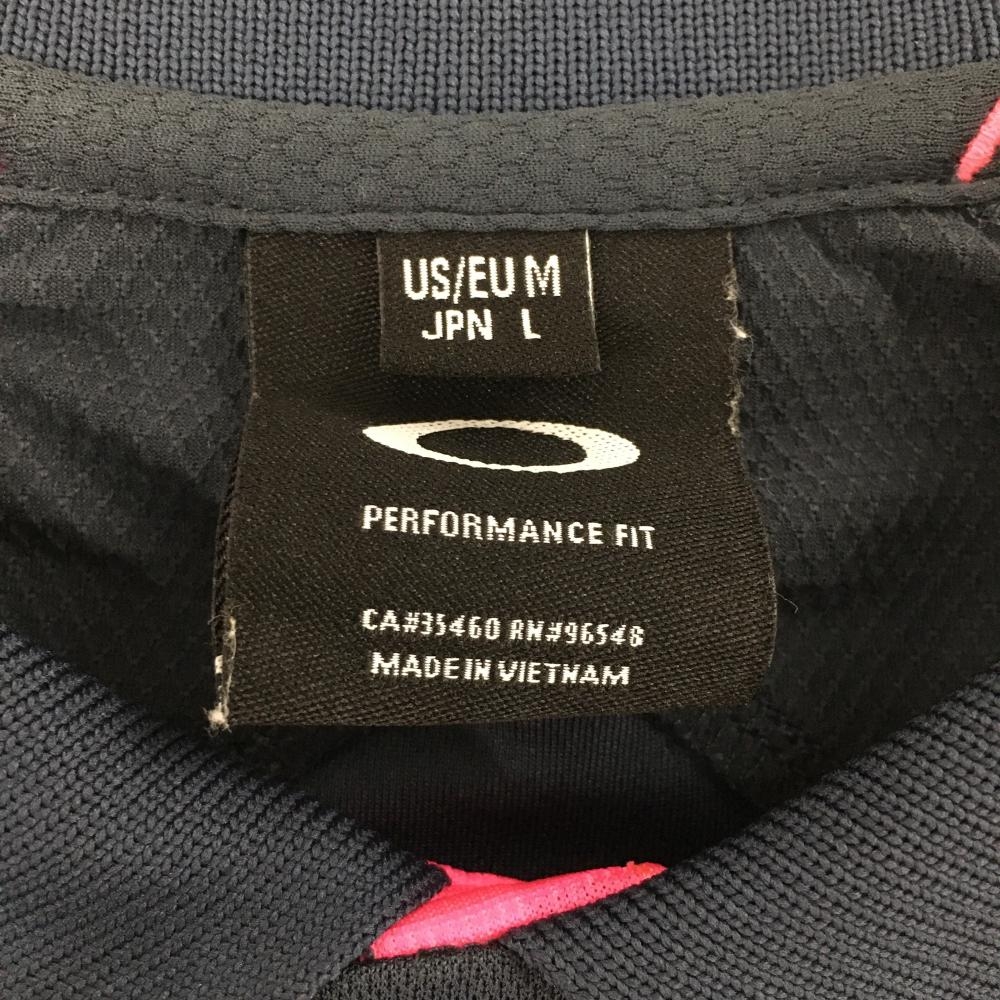 US/EU M
JPN L
PERFORMANCE FIT
CA#35460 RN#96548
MADE IN VIETNAM